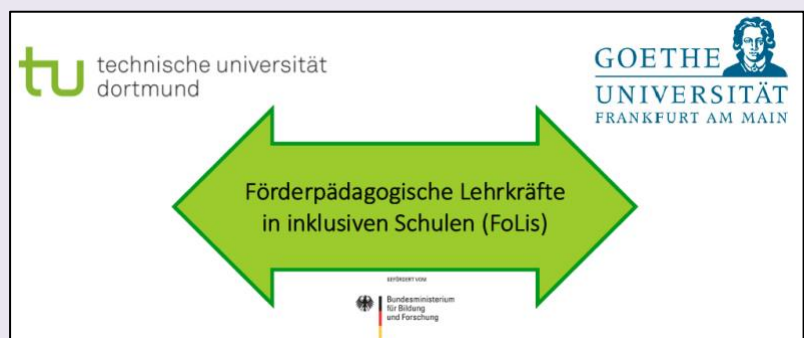 technische universität
dortmund
GOETHE
UNIVERSITÄT
FRANKFURT AM MAIN
Förderpädagogische Lehrkräfte
in inklusiven Schulen (FoLis)
GEFÖRDERT VOM
Bundesministerium
für Bildung
und Forschung